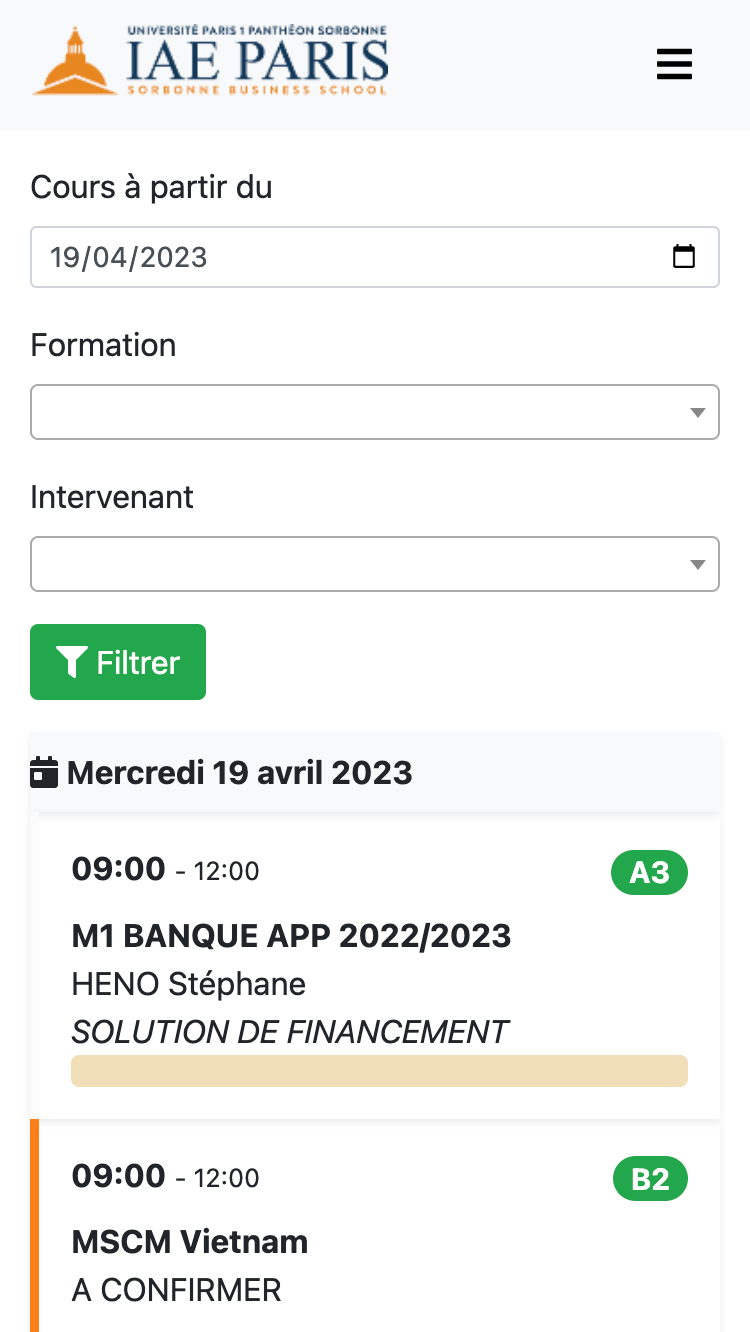 UNIVERSITÉ PARIS 1 PANTHÉON SORBONNE
IAE PARIS
SORBONNE BUSINESS SCHOOL
Cours à partir du
19/04/2023
Formation
Intervenant
Filtrer
Mercredi 19 avril 2023
09:00 - 12:00 A3
M1 BANQUE APP 2022/2023
HENO Stéphane
SOLUTION DE FINANCEMENT
09:00 - 12:00 B2
MSCM Vietnam
A CONFIRMER